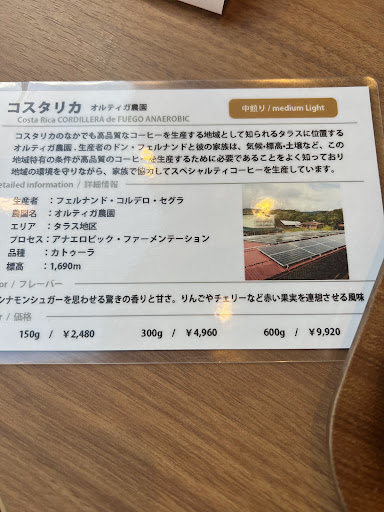 コスタリカ オルティガ農園
Costa Rica CORDILLERA de FUEGO ANAEROBIC
中煎り / medium Light
コスタリカのなかでも高品質なコーヒーを生産する地域として知られるタラスに位置する
オルティガ農園．生産者のドン・フェルナンドと彼の家族は、気候・標高・土壌など、この
地域特有の条件が高品質のコーヒーを生産するために必要であることをよく知っており
地域の環境を守りながら、家族で協力してスペシャルティコーヒーを生産しています。
etailed information / 詳細情報
生産者 ：フェルナンド・コルデロ・セグラ
農園名 ：オルティガ農園
エリア ：タラス地区
プロセス：アナエロビック・ファーメンテーション
品種 ：カトゥーラ
標高 ：1,690m
or / フレーバー
シナモンシュガーを思わせる驚きの香りと甘さ。りんごやチェリーなど赤い果実を連想させる風味
r / 価格
150g / ¥2,480 300g / ¥4,960 600g / ¥9,920